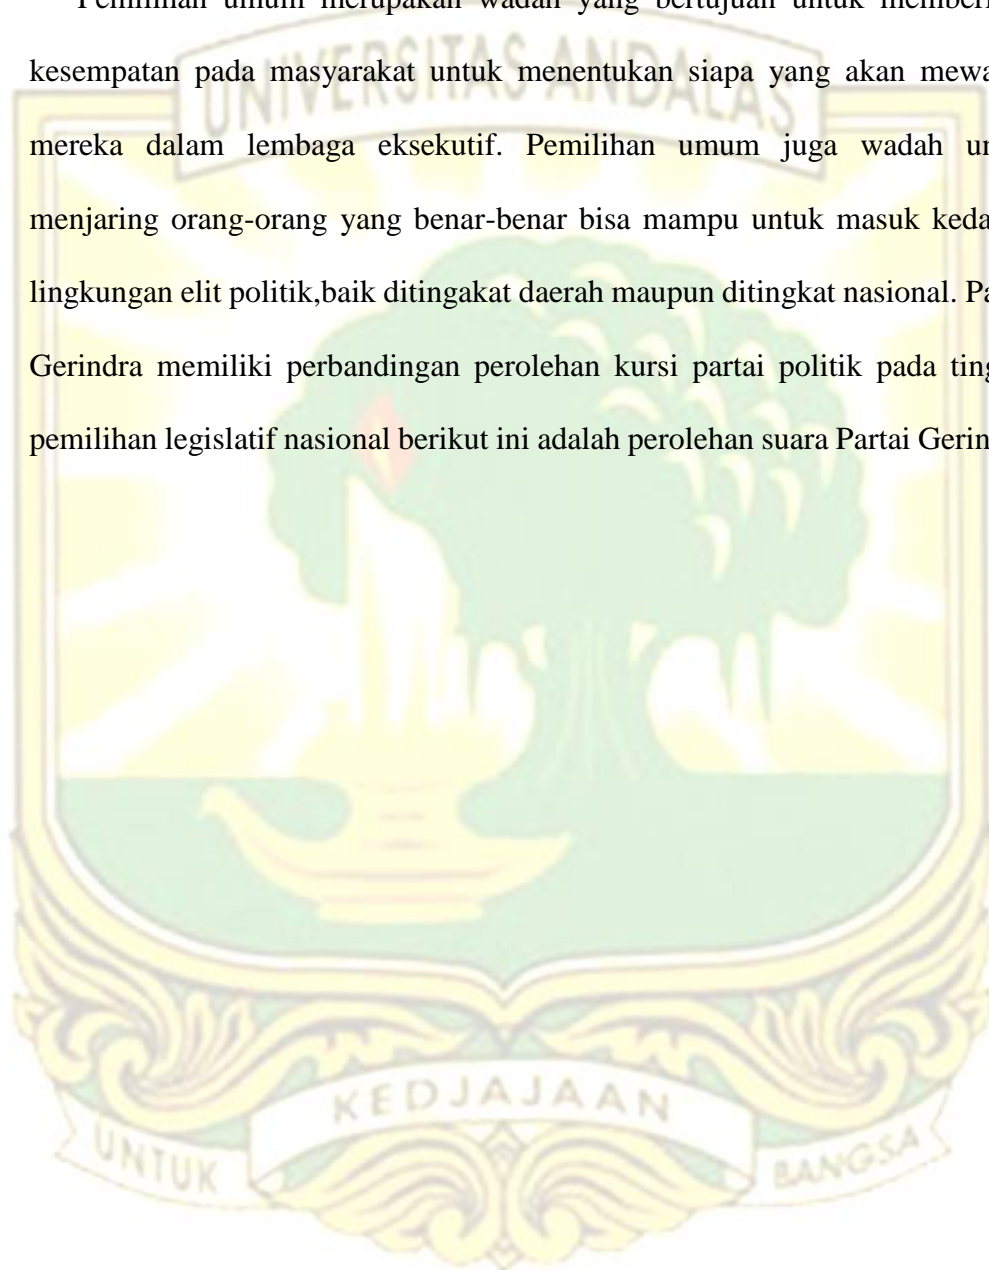 Pemilihan umum merupakan wadah yang bertujuan untuk memberi
UNIVERSITAS ANDALAS
kesempatan pada masyarakat untuk menentukan siapa yang akan mewa
mereka dalam lembaga eksekutif. Pemilihan umum juga wadah un
menjaring orang-orang yang benar-benar bisa mampu untuk masuk keda
lingkungan elit politik,baik ditingakat daerah maupun ditingkat nasional. Pa
Gerindra memiliki perbandingan perolehan kursi partai politik pada ting
pemilihan legislatif nasional berikut ini adalah perolehan suara Partai Gerin
UNTUK KEDJAJAAN BANGSA